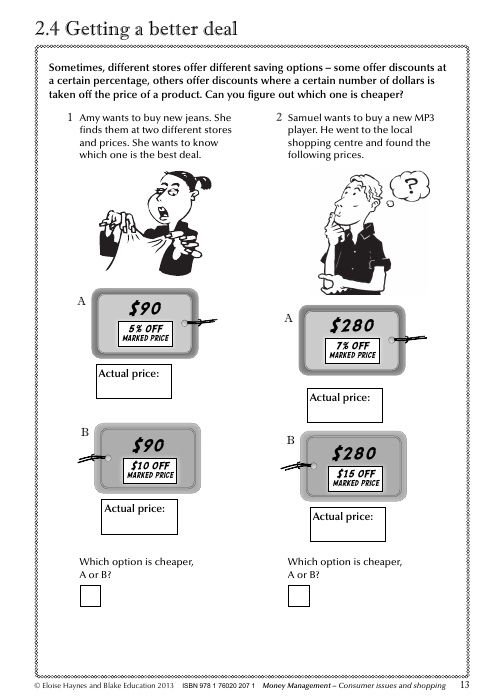 2.4 Getting a better deal
Sometimes, different stores offer different saving options – some offer discounts at
a certain percentage, others offer discounts where a certain number of dollars is
taken off the price of a product. Can you figure out which one is cheaper?
1 Amy wants to buy new jeans. She
finds them at two different stores
and prices. She wants to know
which one is the best deal.
A
$90
5% OFF
MARKED PRICE
Actual price:
B
$90
$10 OFF
MARKED PRICE
Actual price:
Which option is cheaper,
A or B?
2 Samuel wants to buy a new MP3
player. He went to the local
shopping centre and found the
following prices.
?
A
$280
7% OFF
MARKED PRICE
Actual price:
B
$280
$15 OFF
MARKED PRICE
Actual price:
Which option is cheaper,
A or B?
© Eloise Haynes and Blake Education 2013 ISBN 978 1 76020 207 1 Money Management – Consumer issues and shopping 13